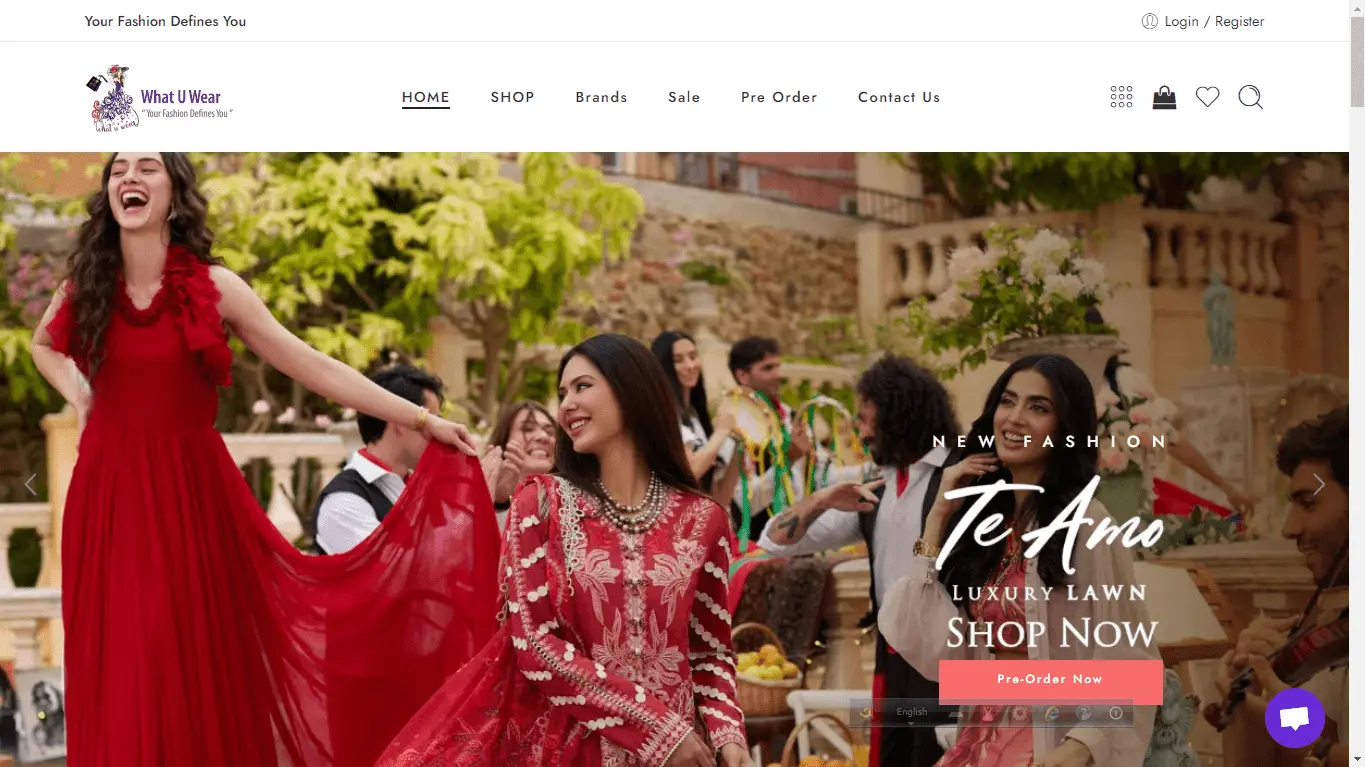 Your Fashion Defines You
Login / Register
What U Wear
"Your Fashion Defines You"
HOME SHOP Brands Sale Pre Order Contact Us
NEW FASHION
Te Amo
LUXURY LAWN
SHOP NOW
Pre-Order Now
English